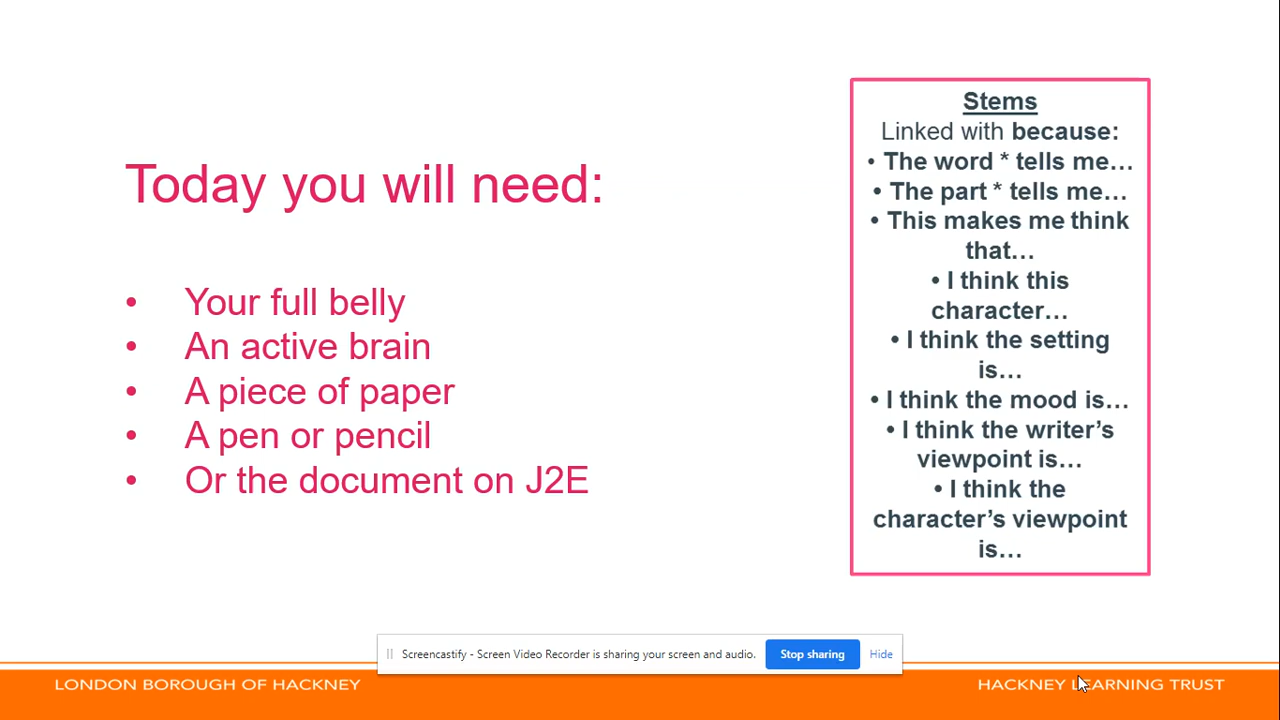 Today you will need:
• Your full belly
• An active brain
• A piece of paper
• A pen or pencil
• Or the document on J2E
Stems
Linked with because:
• The word * tells me…
• The part * tells me…
• This makes me think
that…
• I think this
character…
• I think the setting
is…
• I think the mood is…
• I think the writer’s
viewpoint is…
• I think the
character’s viewpoint
is…
Screencastify - Screen Video Recorder is sharing your screen and audio. Stop sharing Hide
LONDON BOROUGH OF HACKNEY
HACKNEY LEARNING TRUST